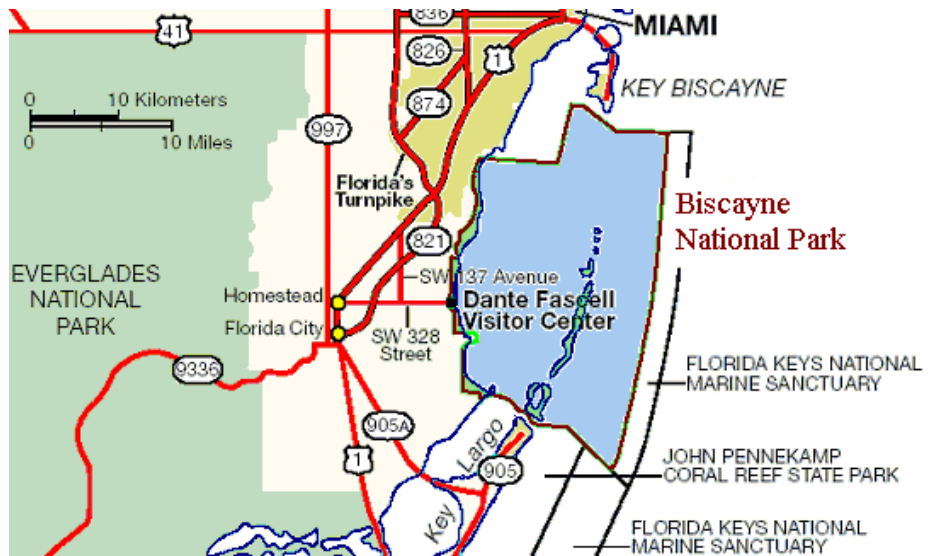 836
MIAMI
41
826
1
KEY BISCAYNE
0 10 Kilometers
874
0 10 Miles
997
Florida's
Turnpike
Biscayne
National Park
821
EVERGLADES
NATIONAL
PARK
SW 137 Avenue
Homestead
Dante Fascell
Visitor Center
Florida City
SW 328
Street
9336
FLORIDA KEYS NATIONAL
MARINE SANCTUARY
905A
Key Largo
1
905
JOHN PENNEKAMP
CORAL REEF STATE PARK
FLORIDA KEYS NATIONAL
MARINE SANCTUARY